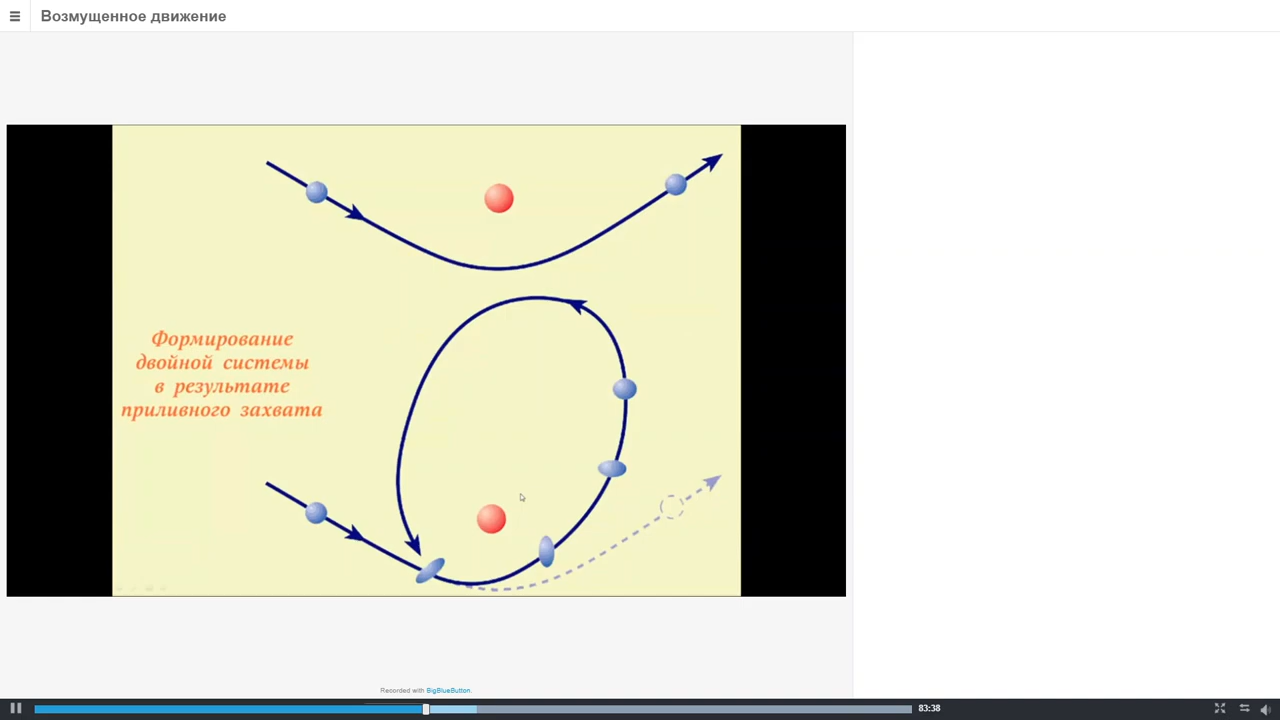 Возмущенное движение
Формирование
двойной системы
в результате
приливного захвата
Recorded with BigBlueButton.
83:38